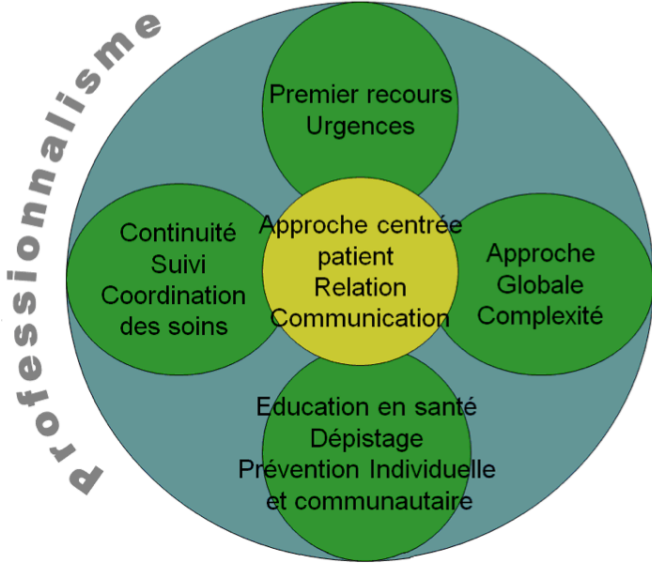 Professionnalisme
Premier recours
Urgences
Continuité
Suivi
Coordination
des soins
Approche centrée
patient
Relation
Communication
Approche
Globale
Complexité
Education en santé
Dépistage
Prévention Individuelle
et communautaire